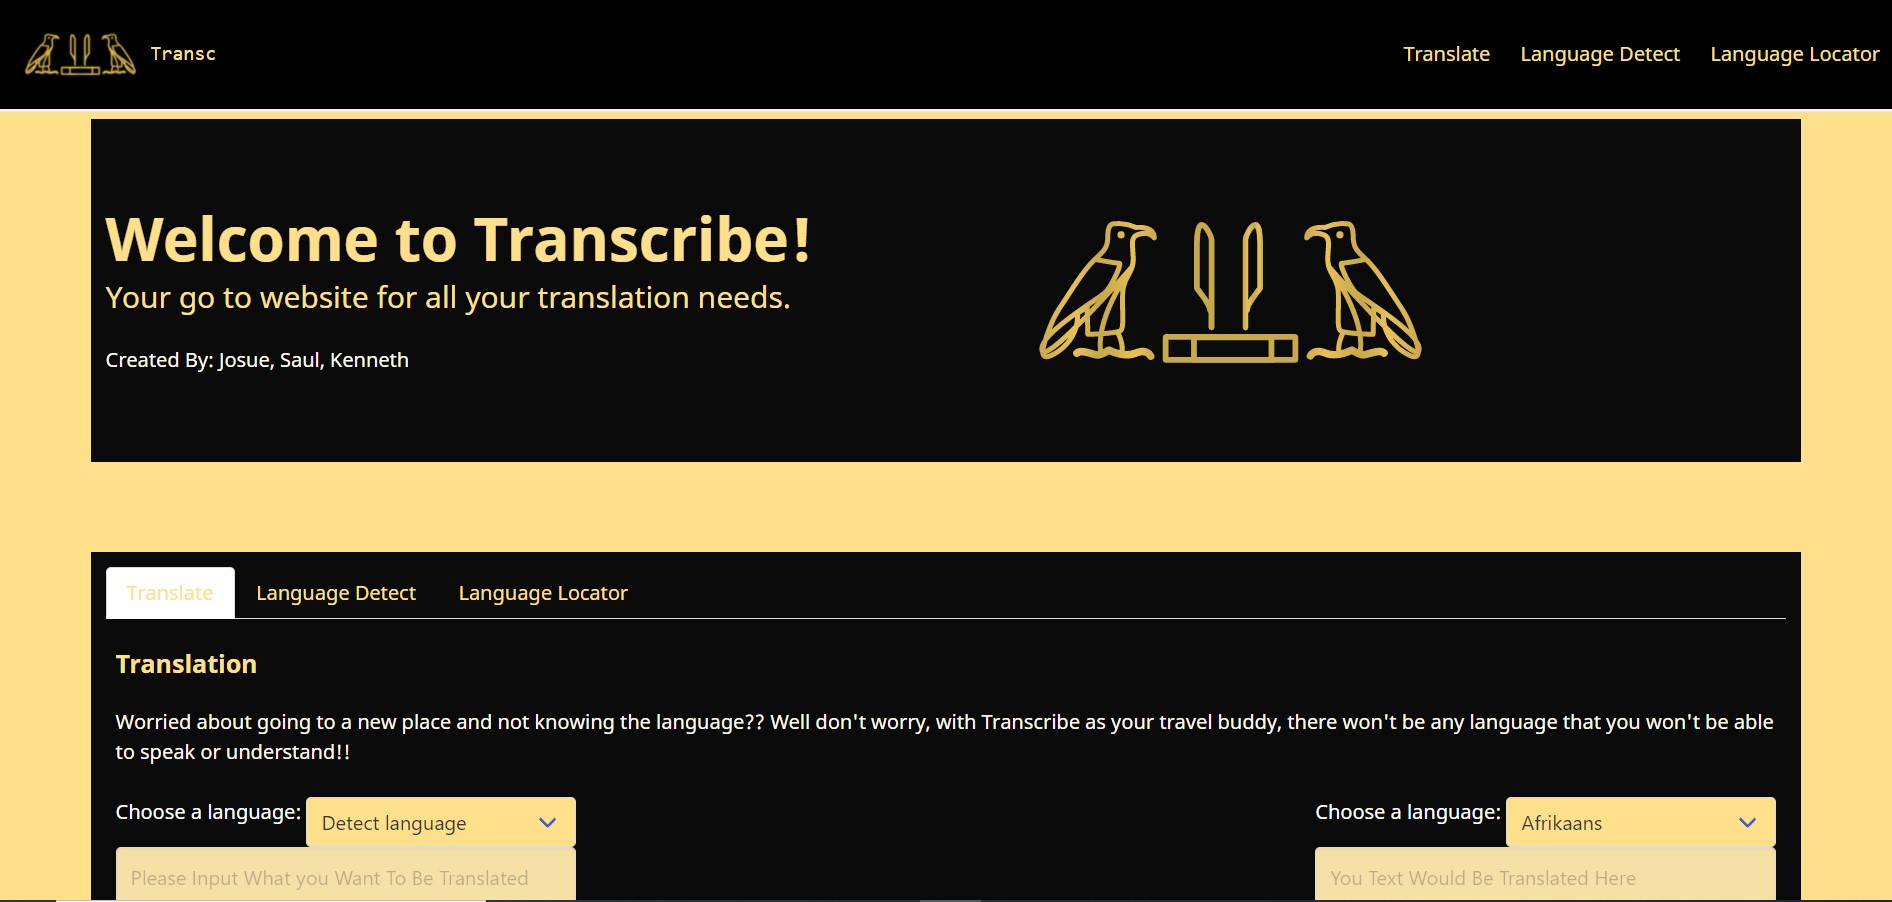 Transc
Translate
Language Detect
Language Locator
Welcome to Transcribe!
Your go to website for all your translation needs.
Created By: Josue, Saul, Kenneth
Translate
Language Detect
Language Locator
Translation
Worried about going to a new place and not knowing the language?? Well don't worry, with Transcribe as your travel buddy, there won't be any language that you won't be able
to speak or understand!!
Choose a language:
Detect language
Please Input What you Want To Be Translated
Choose a language:
Afrikaans
You Text Would Be Translated Here